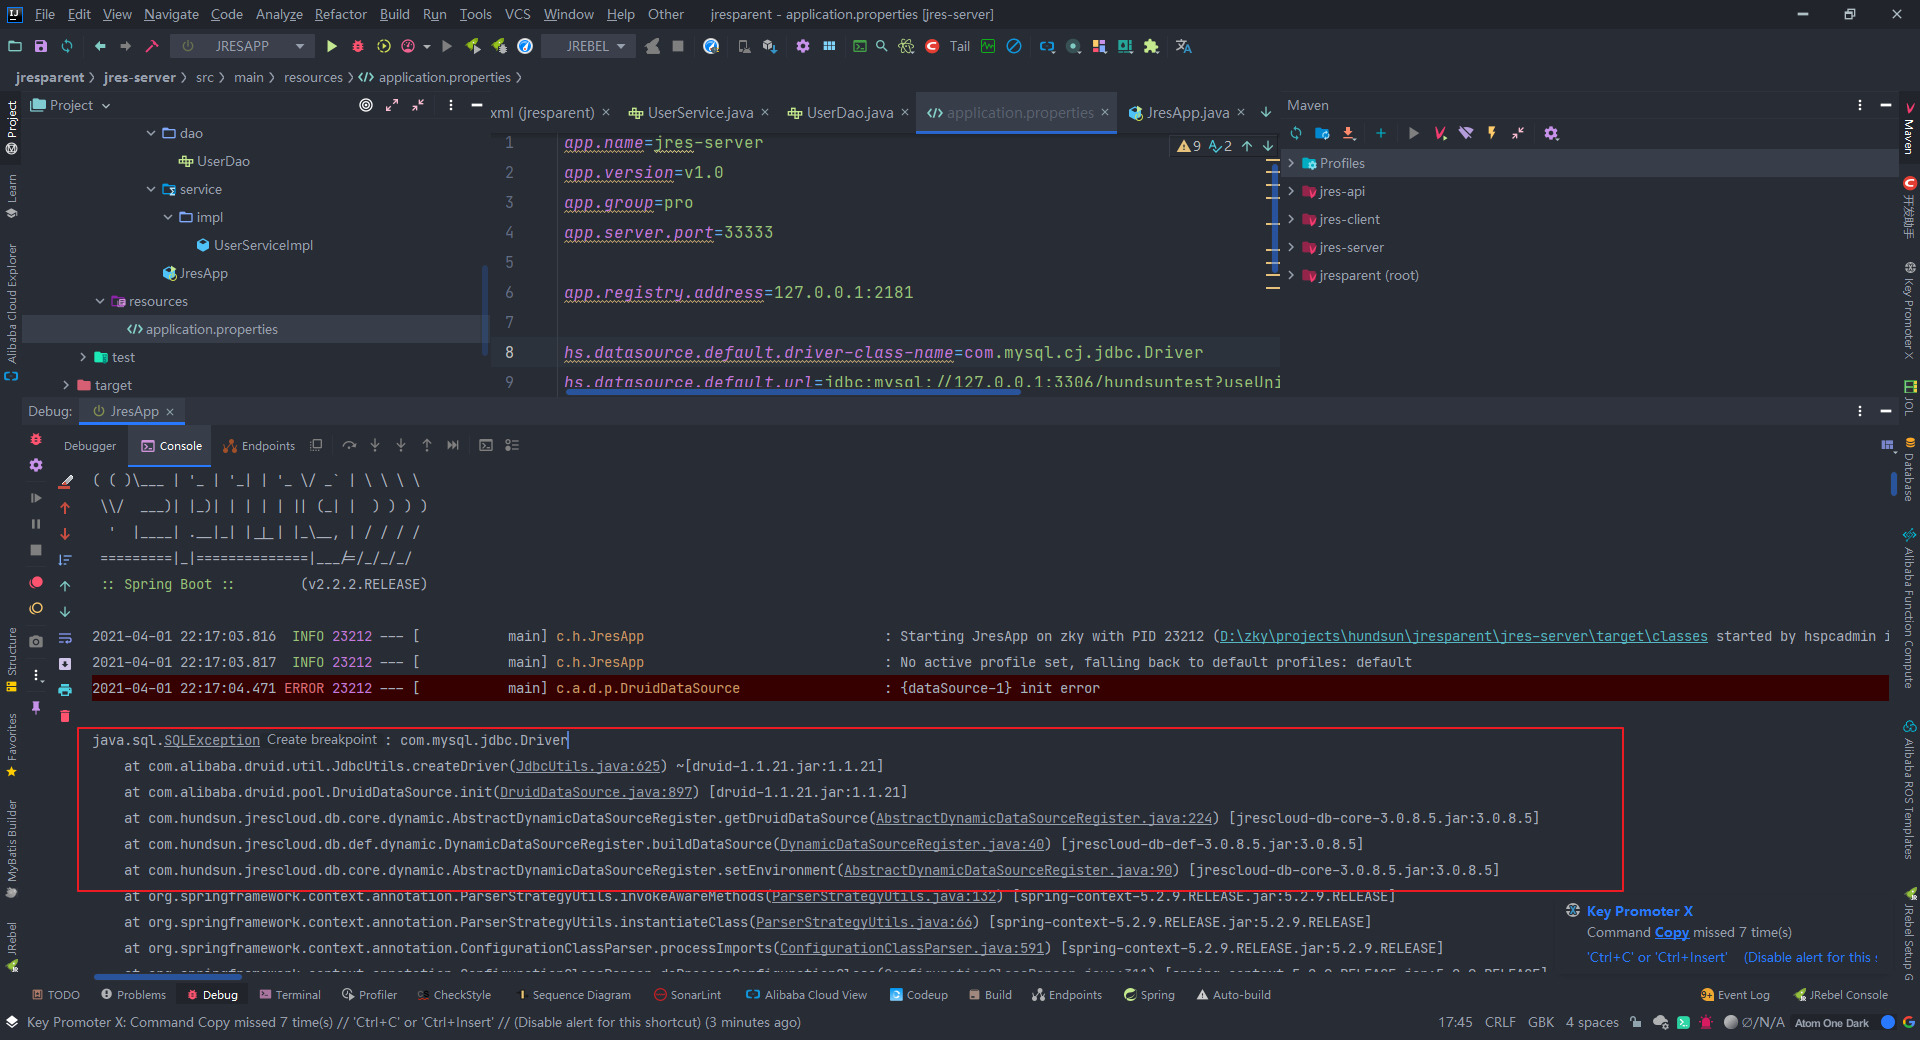 File Edit View Navigate Code Analyze Refactor Build Run Tools VCS Window Help Other jresparent - application.properties [jres-server]
JRESAPP JREBEL Tail
jresparent > jres-server > src > main > resources > application.properties >
Project
xml (jresparent) × UserService.java × UserDao.java × application.properties × JresApp.java ×
Maven
dao
UserDao
service
impl
UserServiceImpl
JresApp
resources
application.properties
test
target
9 2
1 app.name=jres-server
2 app.version=v1.0
3 app.group=pro
4 app.server.port=33333
5
6 app.registry.address=127.0.0.1:2181
7
8 hs.datasource.default.driver-class-name=com.mysql.cj.jdbc.Driver
9 hs.datasource.default.url=jdbc:mysql://127.0.0.1:3306/hundsuntest?useUni
Profiles
jres-api
jres-client
jres-server
jresparent (root)
Project
Learn
Alibaba Cloud Explorer
Structure
Favorites
MyBatis Builder
JRebel
Maven
开发助手
Key Promoter X
JOL
Database
Alibaba Function Compute
Alibaba ROS Templates
JRebel Setup G
Debug: JresApp ×
Debugger Console Endpoints
( ( )\___ | '_ | '_| | '_ \/ _` | \ \ \ \
\\/ ___)| |_)| | | | | || (_| | ) ) ) )
' |____| .__|_| |_|_| |_\__, | / / / /
=========|_|==============|___/=/_/_/_/
:: Spring Boot :: (v2.2.2.RELEASE)
2021-04-01 22:17:03.816 INFO 23212 --- [ main] c.h.JresApp : Starting JresApp on zky with PID 23212 (D:\zky\projects\hundsun\jresparent\jres-server\target\classes started by hspcadmin i
2021-04-01 22:17:03.817 INFO 23212 --- [ main] c.h.JresApp : No active profile set, falling back to default profiles: default
2021-04-01 22:17:04.471 ERROR 23212 --- [ main] c.a.d.p.DruidDataSource : {dataSource-1} init error
java.sql.SQLException Create breakpoint : com.mysql.jdbc.Driver
at com.alibaba.druid.util.JdbcUtils.createDriver(JdbcUtils.java:625) ~[druid-1.1.21.jar:1.1.21]
at com.alibaba.druid.pool.DruidDataSource.init(DruidDataSource.java:897) [druid-1.1.21.jar:1.1.21]
at com.hundsun.jrescloud.db.core.dynamic.AbstractDynamicDataSourceRegister.getDruidDataSource(AbstractDynamicDataSourceRegister.java:224) [jrescloud-db-core-3.0.8.5.jar:3.0.8.5]
at com.hundsun.jrescloud.db.def.dynamic.DynamicDataSourceRegister.buildDataSource(DynamicDataSourceRegister.java:40) [jrescloud-db-def-3.0.8.5.jar:3.0.8.5]
at com.hundsun.jrescloud.db.core.dynamic.AbstractDynamicDataSourceRegister.setEnvironment(AbstractDynamicDataSourceRegister.java:90) [jrescloud-db-core-3.0.8.5.jar:3.0.8.5]
at org.springframework.context.annotation.ParserStrategyUtils.invokeAwareMethods(ParserStrategyUtils.java:132) [spring-context-5.2.9.RELEASE.jar:5.2.9.RELEASE]
at org.springframework.context.annotation.ParserStrategyUtils.instantiateClass(ParserStrategyUtils.java:66) [spring-context-5.2.9.RELEASE.jar:5.2.9.RELEASE]
at org.springframework.context.annotation.ConfigurationClassParser.processImports(ConfigurationClassParser.java:591) [spring-context-5.2.9.RELEASE.jar:5.2.9.RELEASE]
Key Promoter X
Command Copy missed 7 time(s)
'Ctrl+C' or 'Ctrl+Insert' (Disable alert for this s
TODO Problems Debug Terminal Profiler CheckStyle Sequence Diagram SonarLint Alibaba Cloud View Codeup Build Endpoints Spring Auto-build Event Log JRebel Console
Key Promoter X: Command Copy missed 7 time(s) // 'Ctrl+C' or 'Ctrl+Insert' // (Disable alert for this shortcut) (3 minutes ago) 17:45 CRLF GBK 4 spaces Ø/N/A Atom One Dark